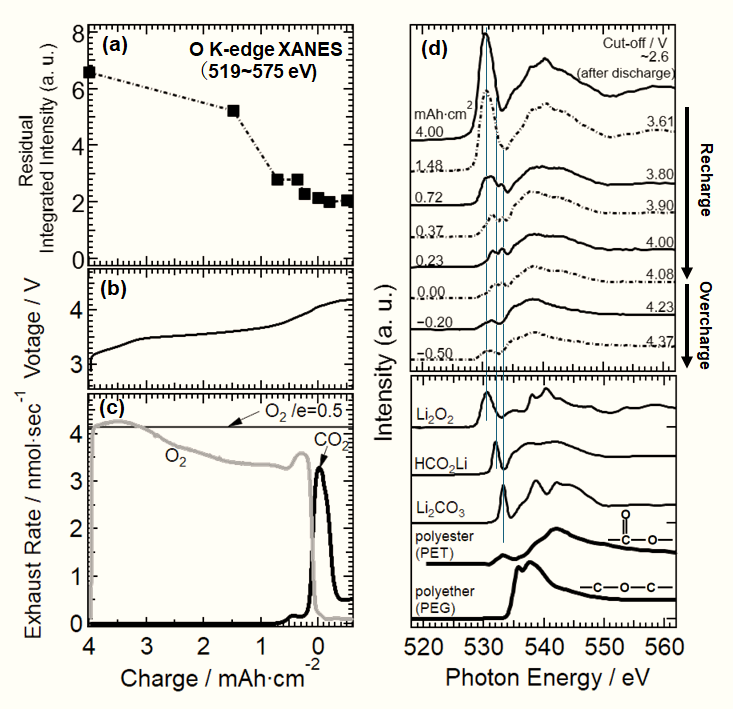 (a)
O K-edge XANES
(519~575 eV)
Residual
Integrated Intensity (a. u.)
8
6
4
2
0
(b)
Votage / V
4
3
(c)
O2 /e=0.5
CO2
O2
Exhaust Rate / nmol·sec-1
4
3
2
1
0
4 3 2 1 0
Charge / mAh·cm-2
(d)
Cut-off / V
~2.6
(after discharge)
mAh·cm2
4.00
3.61
1.48
3.80
0.72
3.90
0.37
4.00
0.23
4.08
0.00
4.23
−0.20
4.37
−0.50
Recharge
Overcharge
Intensity (a. u.)
Li2O2
HCO2Li
Li2CO3
polyester
(PET)
O
C O
polyether
(PEG)
C O C
520 530 540 550 560
Photon Energy / eV